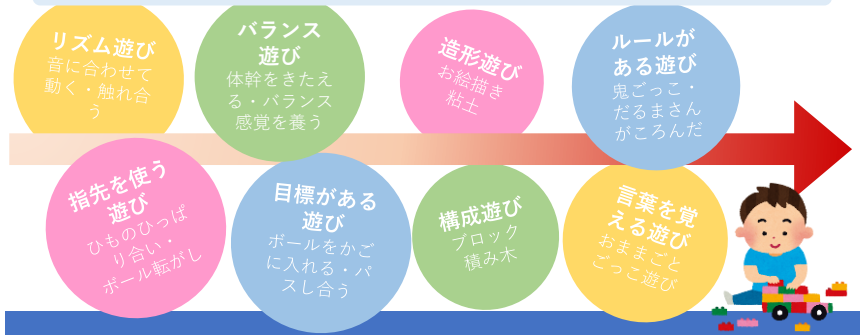 リズム遊び
音に合わせて
動く・触れ合
う
バランス
遊び
体幹をきたえ
る・バランス
感覚を養う
造形遊び
お絵描き
粘土
ルールが
ある遊び
鬼ごっこ・
だるまさん
がころんだ
指先を使う
遊び
ひものひっぱ
り合い・
ボール転がし
目標がある
遊び
ボールをかご
に入れる・パ
スし合う
構成遊び
ブロック
積み木
言葉を覚
える遊び
おままごと
ごっこ遊び